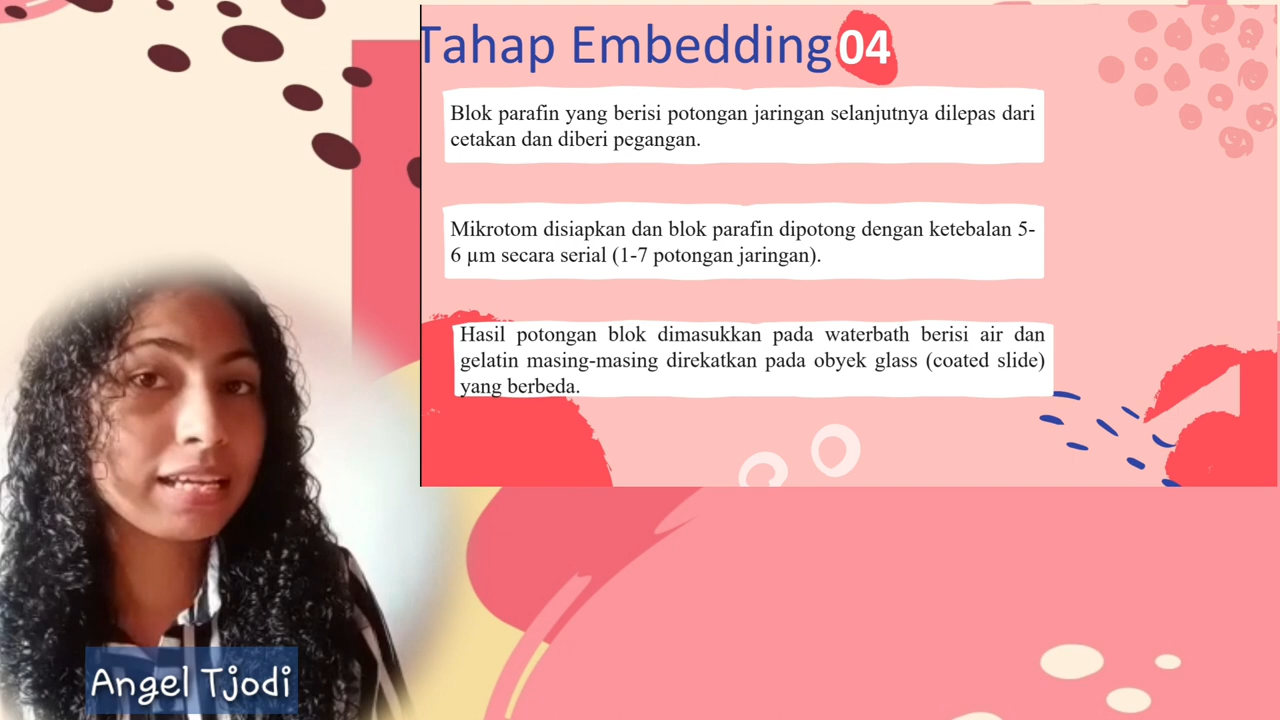 Tahap Embedding 04
Blok parafin yang berisi potongan jaringan selanjutnya dilepas dari
cetakan dan diberi pegangan.
Mikrotom disiapkan dan blok parafin dipotong dengan ketebalan 5-
6 µm secara serial (1-7 potongan jaringan).
Hasil potongan blok dimasukkan pada waterbath berisi air dan
gelatin masing-masing direkatkan pada obyek glass (coated slide)
yang berbeda.
Angel Tjodi